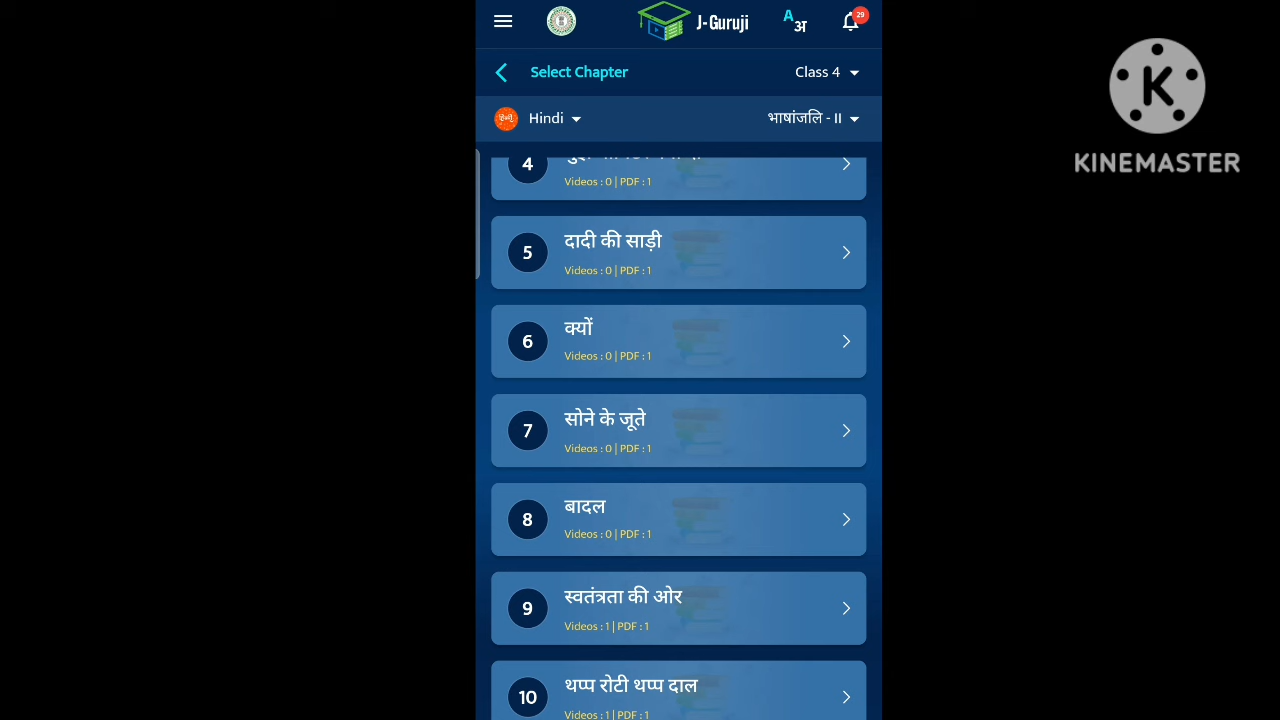 J-Guruji
A
अ
29
Select Chapter
Class 4
Hindi
भाषांजलि - II
4
Videos : 0 | PDF : 1
5
दादी की साड़ी
Videos : 0 | PDF : 1
6
क्यों
Videos : 0 | PDF : 1
7
सोने के जूते
Videos : 0 | PDF : 1
8
बादल
Videos : 0 | PDF : 1
9
स्वतंत्रता की ओर
Videos : 1 | PDF : 1
10
थप्प रोटी थप्प दाल
Videos : 1 | PDF : 1
K
KINEMASTER